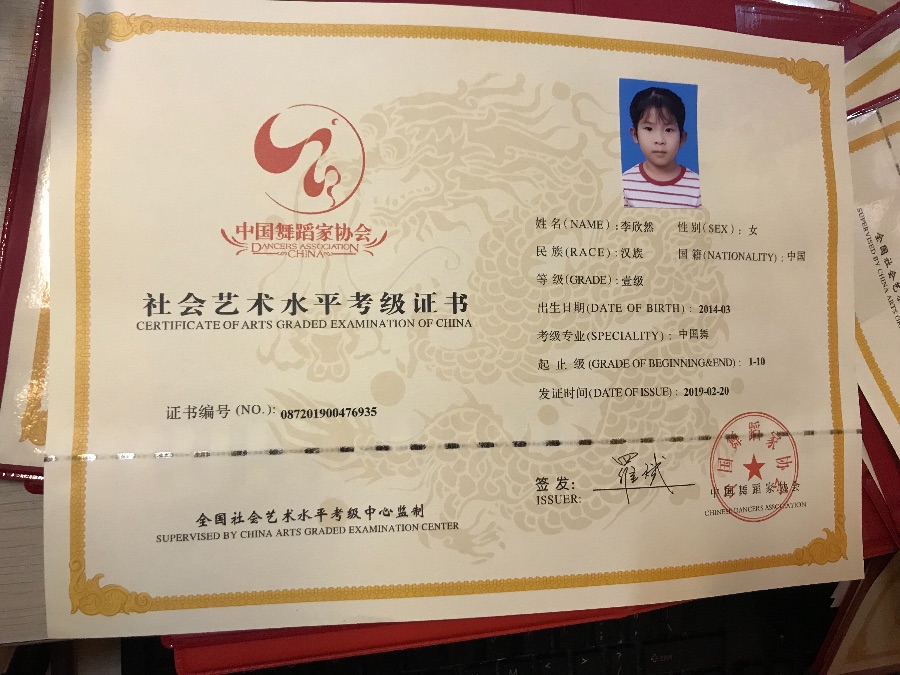 中国舞蹈家协会
DANCERS ASSOCIATION
CHINA
社会艺术水平考级证书
CERTIFICATE OF ARTS GRADED EXAMINATION OF CHINA
证书编号 (NO.): 087201900476935
全国社会艺术水平考级中心监制
SUPERVISED BY CHINA ARTS GRADED EXAMINATION CENTER
姓名(NAME):李欣然 性别(SEX):女
民族(RACE):汉族 国籍(NATIONALITY):中国
等级(GRADE):壹级
出生日期(DATE OF BIRTH): 2014-03
考级专业(SPECIALITY): 中国舞
起止级(GRADE OF BEGINNING&END): 1-10
发证时间(DATE OF ISSUE): 2019-02-20
签发:
ISSUER:
中国舞蹈家协会
CHINESE DANCERS ASSOCIATION
SUPERVISED BY CHINA ARTS